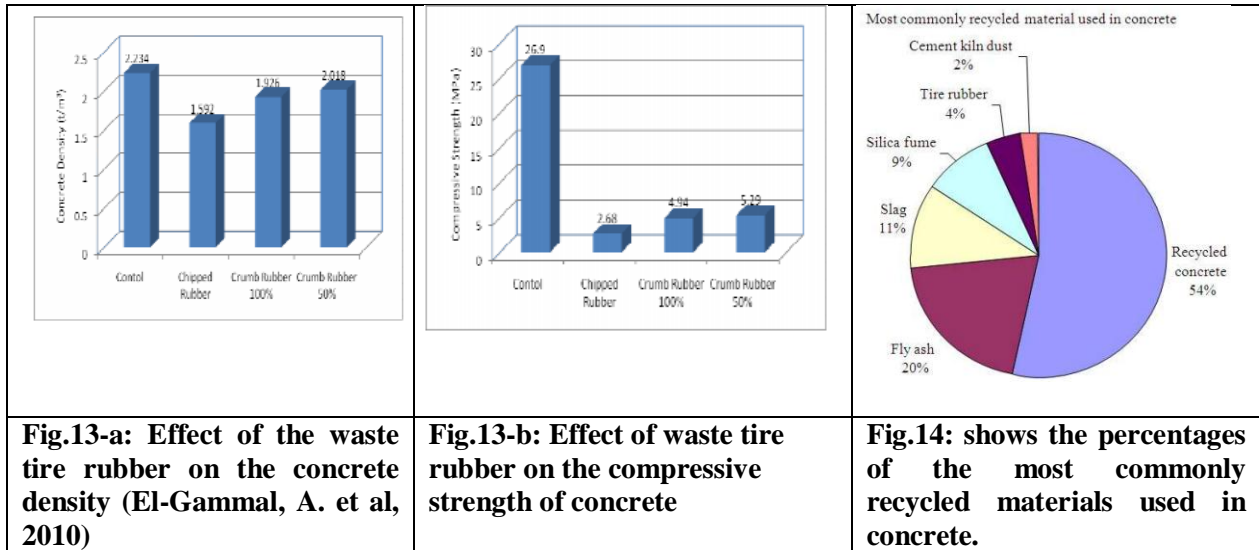 Concrete Density (t/m³)
2.5
2
1.5
1
0.5
0
2.234
1.592
1.926
2.018
Contol
Chipped
Rubber
Crumb Rubber
100%
Crumb Rubber
50%
Compressive Strength (MPa)
30
25
20
15
10
5
0
26.9
2.68
4.94
5.29
Contol
Chipped
Rubber
Crumb Rubber
100%
Crumb Rubber
50%
Most commonly recycled material used in concrete
Cement kiln dust
2%
Tire rubber
4%
Silica fume
9%
Slag
11%
Fly ash
20%
Recycled
concrete
54%
Fig.13-a: Effect of the waste
tire rubber on the concrete
density (El-Gammal, A. et al,
2010)
Fig.13-b: Effect of waste tire
rubber on the compressive
strength of concrete
Fig.14: shows the percentages
of the most commonly
recycled materials used in
concrete.